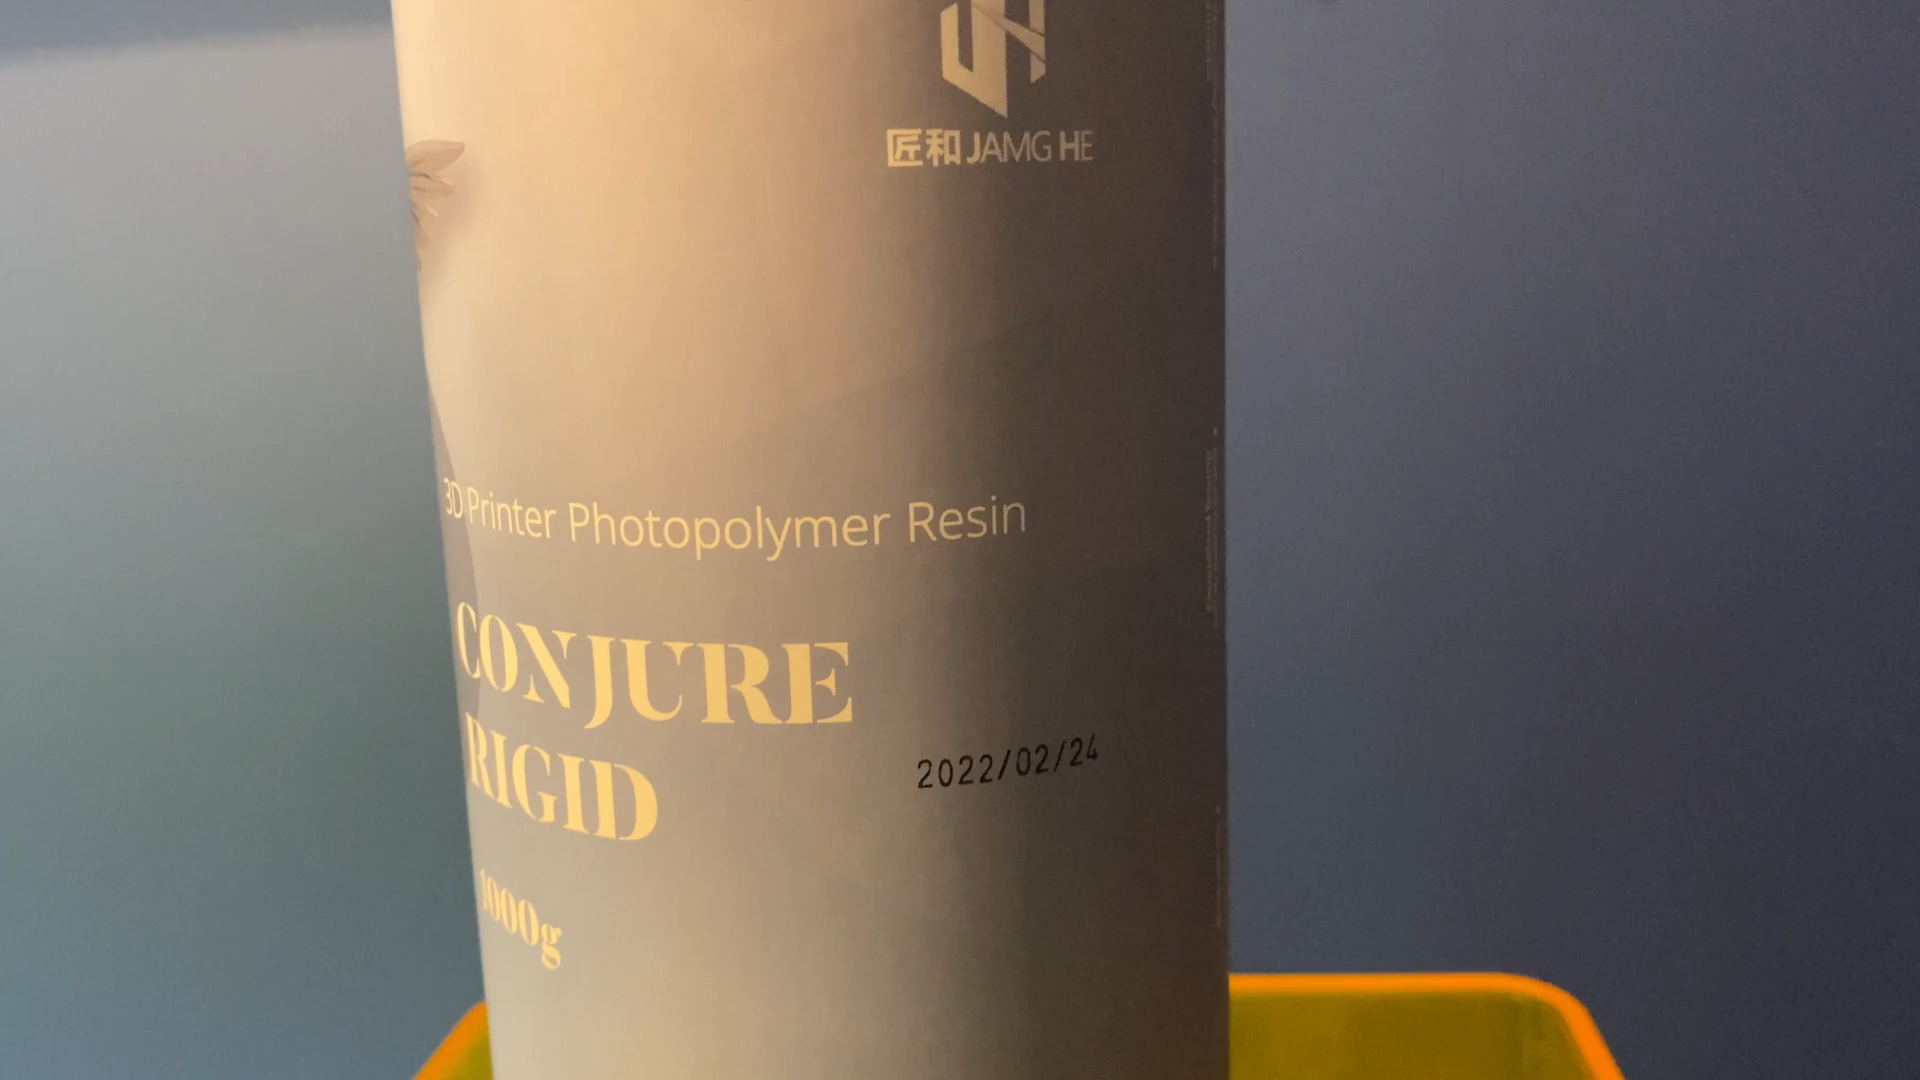 匠和 JAMG HE
3D Printer Photopolymer Resin
CONJURE
RIGID
2022/02/24
1000g